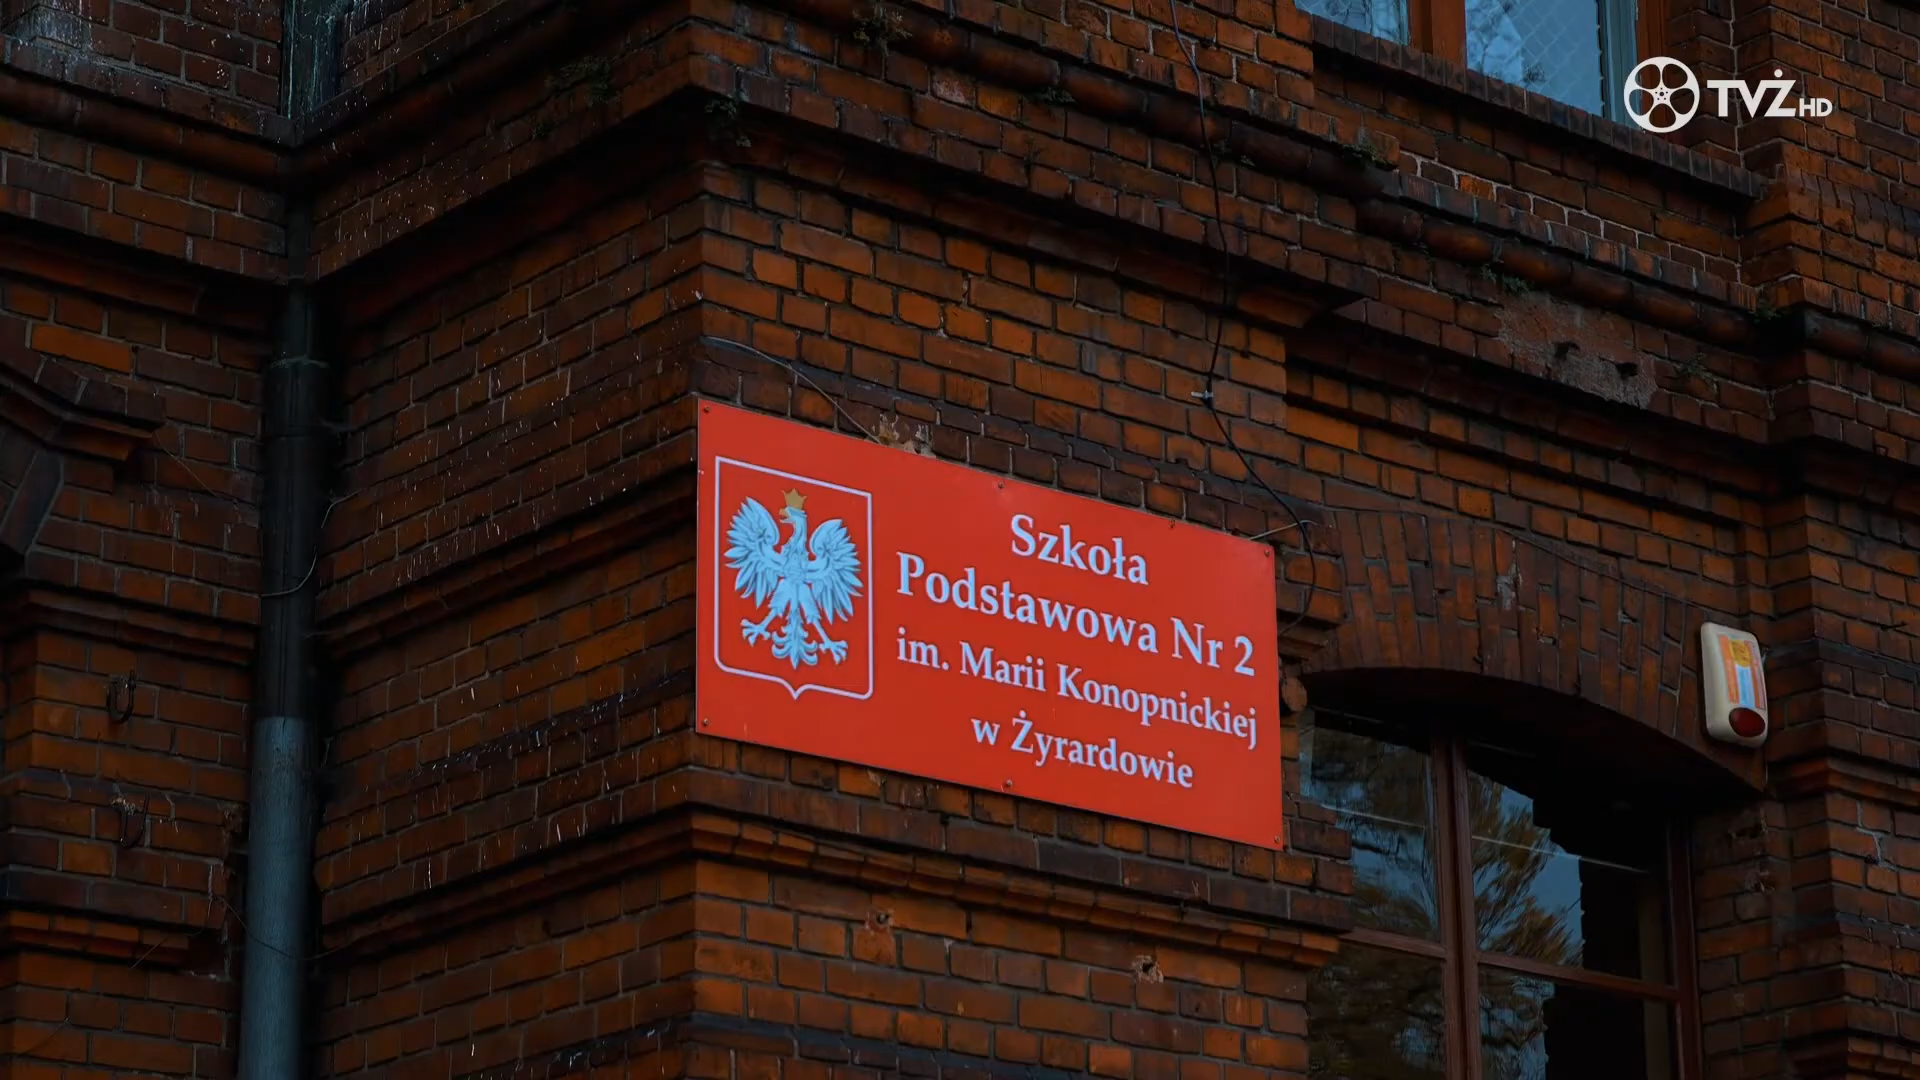 TVŻ HD
Szkoła
Podstawowa Nr 2
im. Marii Konopnickiej
w Żyrardowie